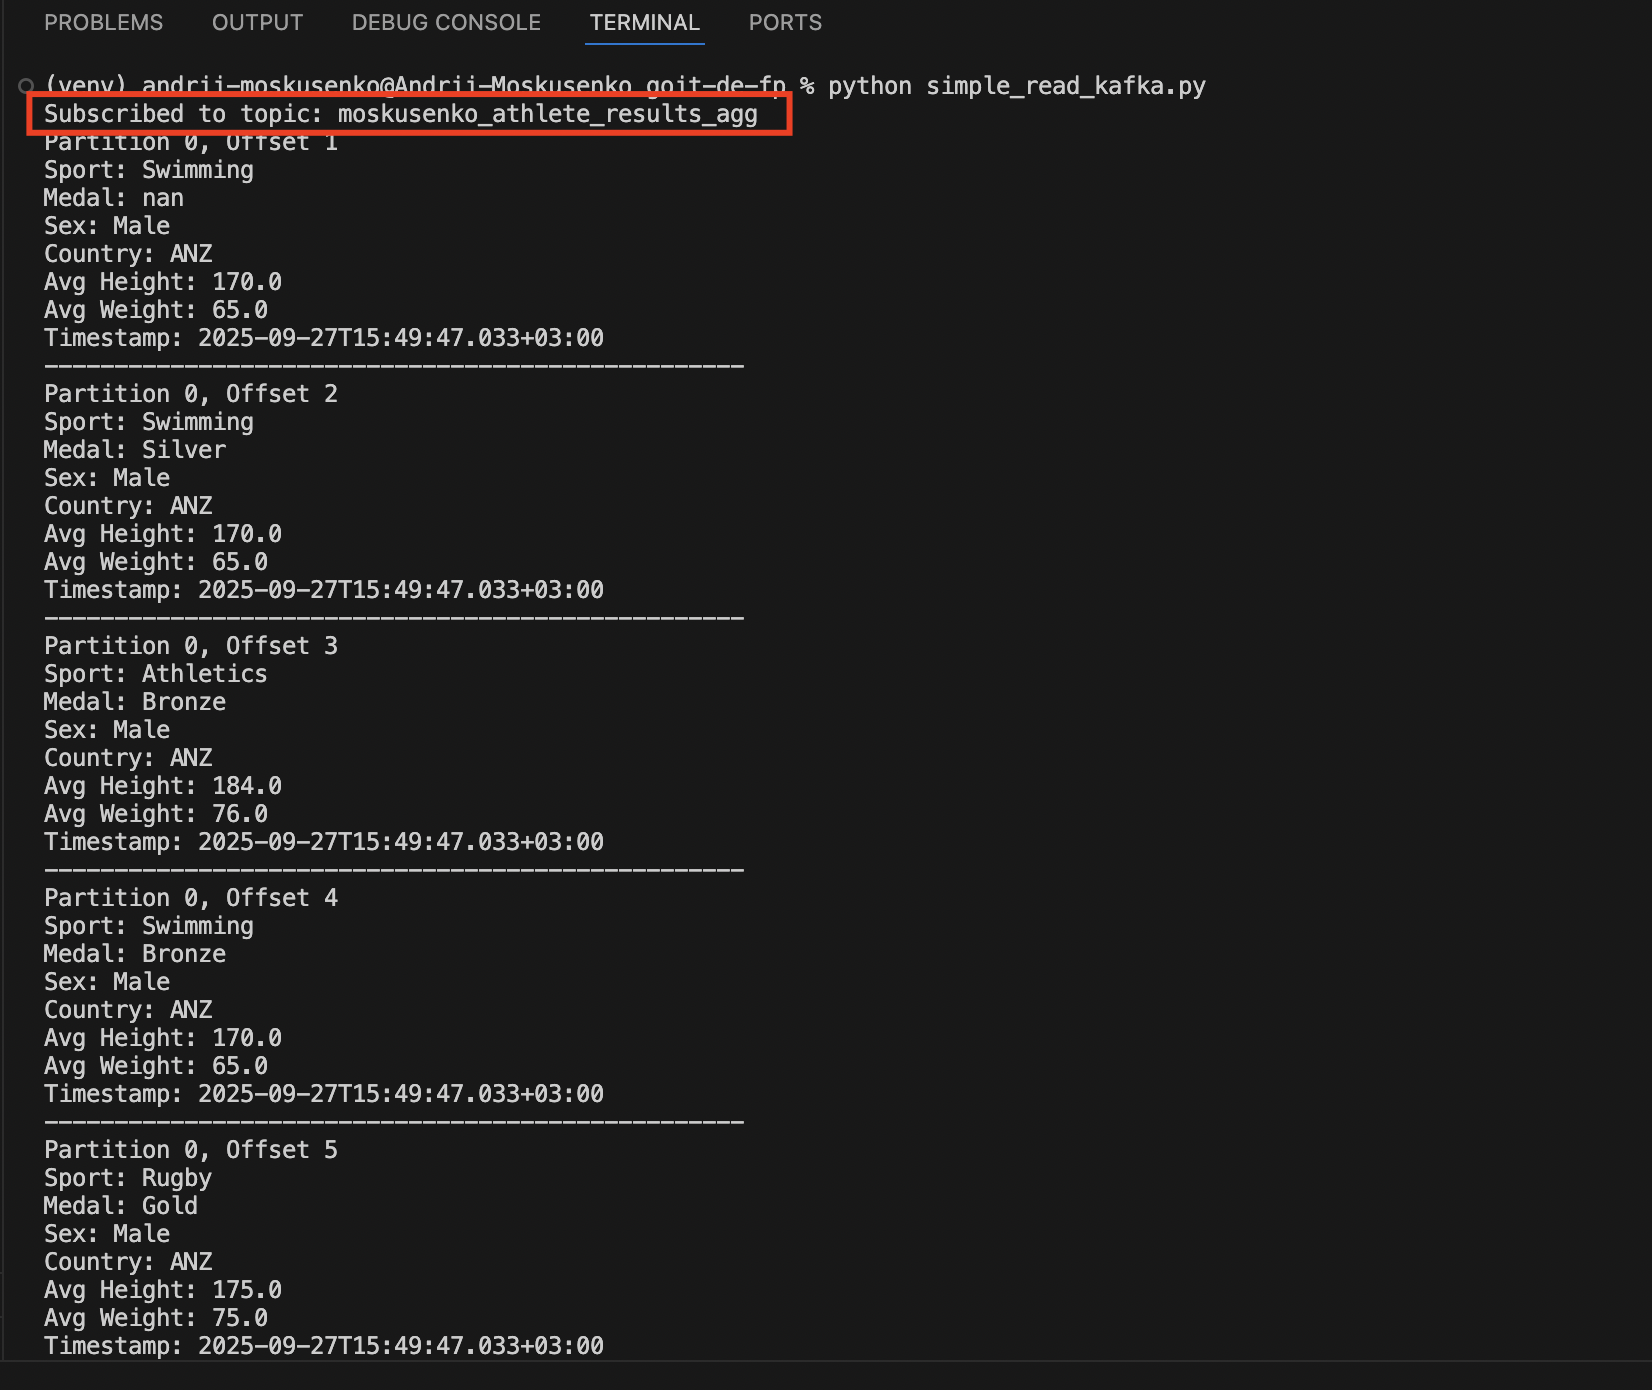 PROBLEMS OUTPUT DEBUG CONSOLE TERMINAL PORTS
(venv) andrii-moskusenko@Andrii-Moskusenko goit-de-fp % python simple_read_kafka.py
Subscribed to topic: moskusenko_athlete_results_agg
Partition 0, Offset 1
Sport: Swimming
Medal: nan
Sex: Male
Country: ANZ
Avg Height: 170.0
Avg Weight: 65.0
Timestamp: 2025-09-27T15:49:47.033+03:00
--------------------------------------------------
Partition 0, Offset 2
Sport: Swimming
Medal: Silver
Sex: Male
Country: ANZ
Avg Height: 170.0
Avg Weight: 65.0
Timestamp: 2025-09-27T15:49:47.033+03:00
--------------------------------------------------
Partition 0, Offset 3
Sport: Athletics
Medal: Bronze
Sex: Male
Country: ANZ
Avg Height: 184.0
Avg Weight: 76.0
Timestamp: 2025-09-27T15:49:47.033+03:00
--------------------------------------------------
Partition 0, Offset 4
Sport: Swimming
Medal: Bronze
Sex: Male
Country: ANZ
Avg Height: 170.0
Avg Weight: 65.0
Timestamp: 2025-09-27T15:49:47.033+03:00
--------------------------------------------------
Partition 0, Offset 5
Sport: Rugby
Medal: Gold
Sex: Male
Country: ANZ
Avg Height: 175.0
Avg Weight: 75.0
Timestamp: 2025-09-27T15:49:47.033+03:00